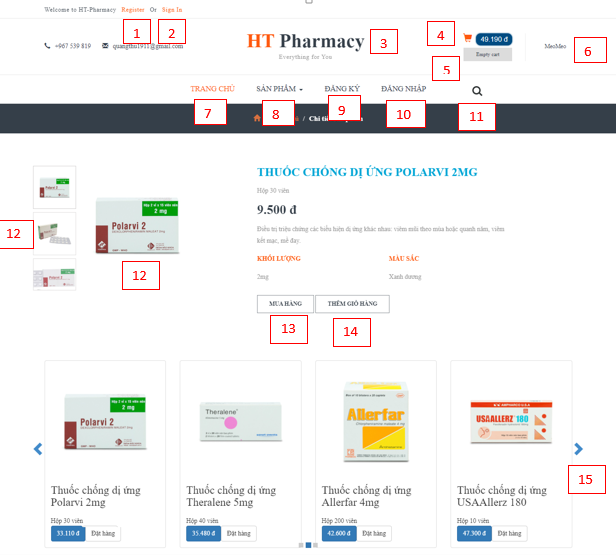 Welcome to HT-Pharmacy Register Or Sign In
1
2
+967 539 819
quangthu1911@gmail.com
HT Pharmacy
Everything for You
3
4
49.190 đ
Empty cart
5
MeoMeo
6
TRANG CHỦ
SẢN PHẨM
ĐĂNG KÝ
ĐĂNG NHẬP
7
8
9
10
11
/ Chi
12
Polarvi 2
2 mg
12
THUỐC CHỐNG DỊ ỨNG POLARVI 2MG
Hộp 30 viên
9.500 đ
Điều trị triệu chứng các biểu hiện dị ứng khác nhau: viêm mũi theo mùa hoặc quanh năm, viêm
kết mạc, mề đay.
KHỐI LƯỢNG
MÀU SẮC
2mg
Xanh dương
MUA HÀNG
THÊM GIỎ HÀNG
13
14
Polarvi 2
2 mg
Theralene
Allerfar
USAALLERZ 180
15
Thuốc chống dị ứng
Polarvi 2mg
Hộp 30 viên
33.110 đ
Đặt hàng
Thuốc chống dị ứng
Theralene 5mg
Hộp 40 viên
35.480 đ
Đặt hàng
Thuốc chống dị ứng
Allerfar 4mg
Hộp 200 viên
42.600 đ
Đặt hàng
Thuốc chống dị ứng
USAAllerz 180
Hộp 10 viên
47.300 đ
Đặt hàng